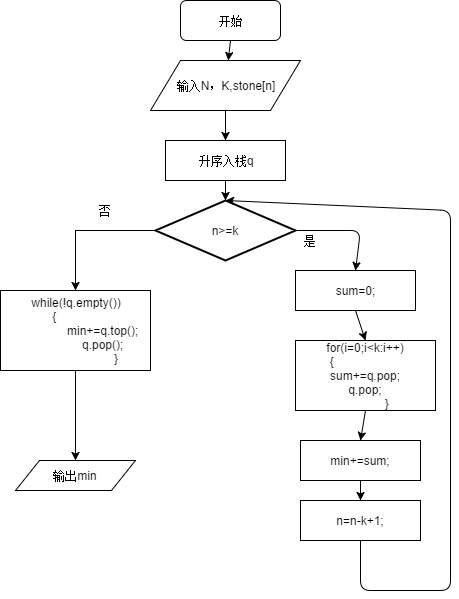 开始
输入N，K,stone[n]
升序入栈q
n>=k
否
是
while(!q.empty())
{
min+=q.top();
q.pop();
}
输出min
sum=0;
for(i=0;i<k:i++)
{
sum+=q.pop;
q.pop;
}
min+=sum;
n=n-k+1;